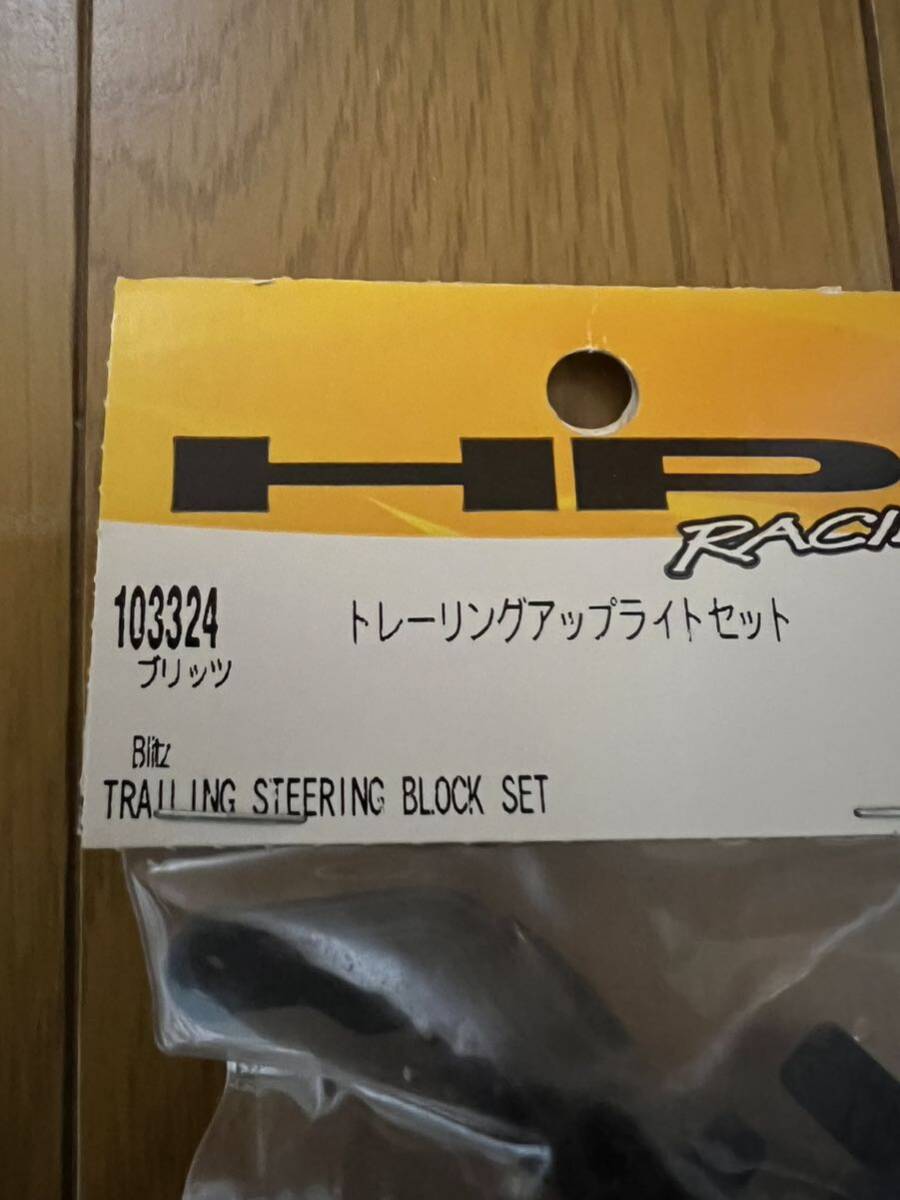 HP
RACI
103324 トレーリングアップライトセット
ブリッツ
Blitz
TRAILING STEERING BLOCK SET